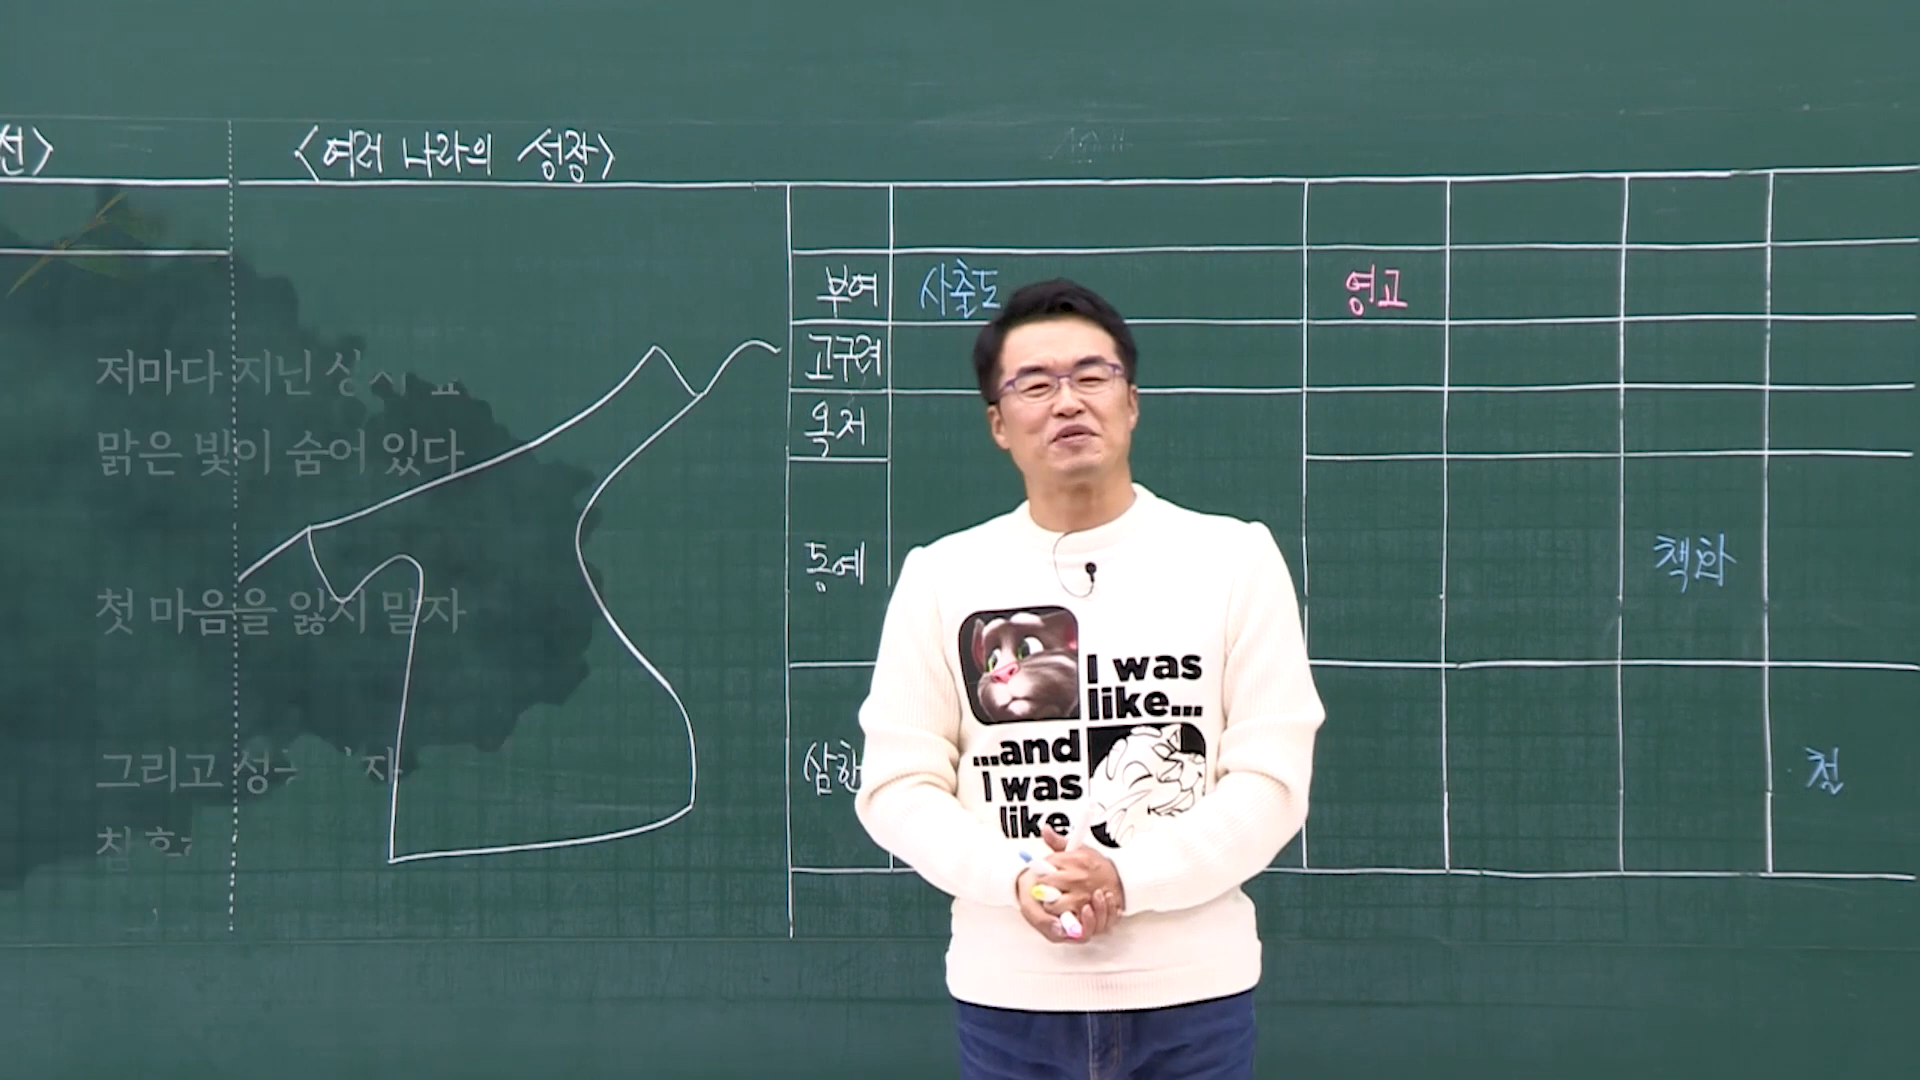 선>
<여러 나라의 성장>
부여 사출도 영고
고구려
옥저
동예 책화
삼한 철
저마다 지닌
맑은 빛이 숨어 있다
첫 마음을 잃지 말자
그리고
I was
like...
...and
I was
like